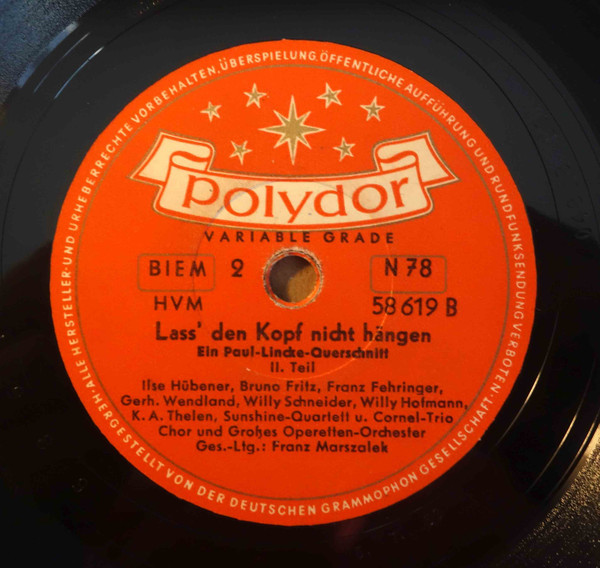 ALLE HERSTELLER- UND URHEBERRECHTE VORBEHALTEN. ÜBERSPIELUNG, ÖFFENTLICHE AUFFÜHRUNG UND RUNDFUNKSENDUNG VERBOTEN.
polydor
VARIABLE GRADE
BIEM 2 N 78
HVM 58 619 B
Lass' den Kopf nicht hängen
Ein Paul-Lincke-Querschnitt
II. Teil
Ilse Hübener, Bruno Fritz, Franz Fehringer,
Gerh. Wendland, Willy Schneider, Willy Hofmann,
K. A. Thelen, Sunshine-Quartett u. Cornel-Trio
Chor und Großes Operetten-Orchester
Ges.-Ltg.: Franz Marszalek
HERGESTELLT VON DER DEUTSCHEN GRAMMOPHON GESELLSCHAFT